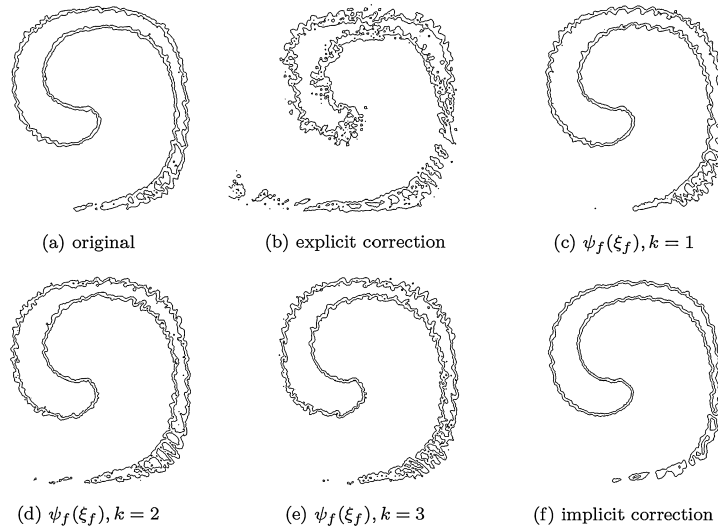 (a) original
(b) explicit correction
(c) ψ_f(ξ_f), k = 1
(d) ψ_f(ξ_f), k = 2
(e) ψ_f(ξ_f), k = 3
(f) implicit correction